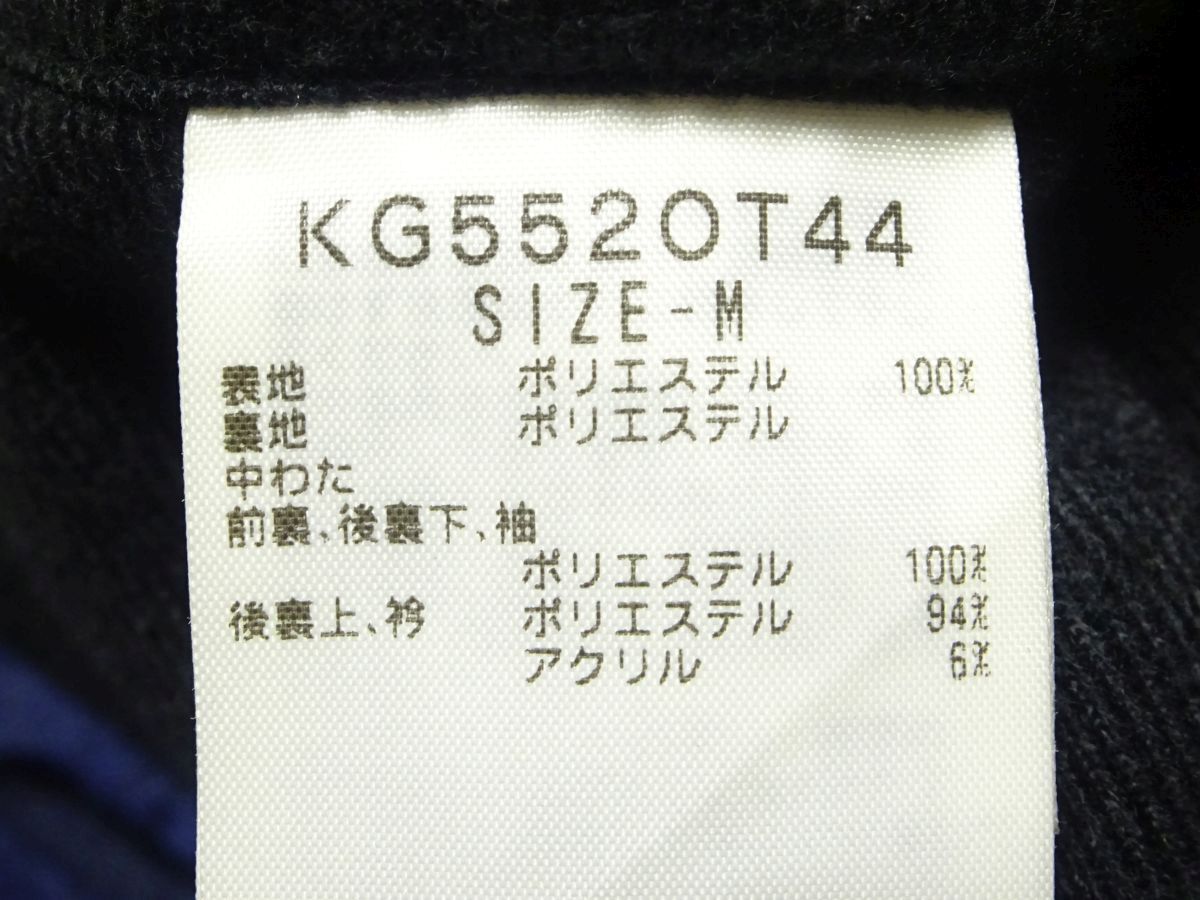 KG5520T44
SIZE-M
表地 ポリエステル 100%
裏地 ポリエステル
中わた
前裏、後裏下、袖
ポリエステル 100%
後裏上、衿 ポリエステル 94%
アクリル 6%